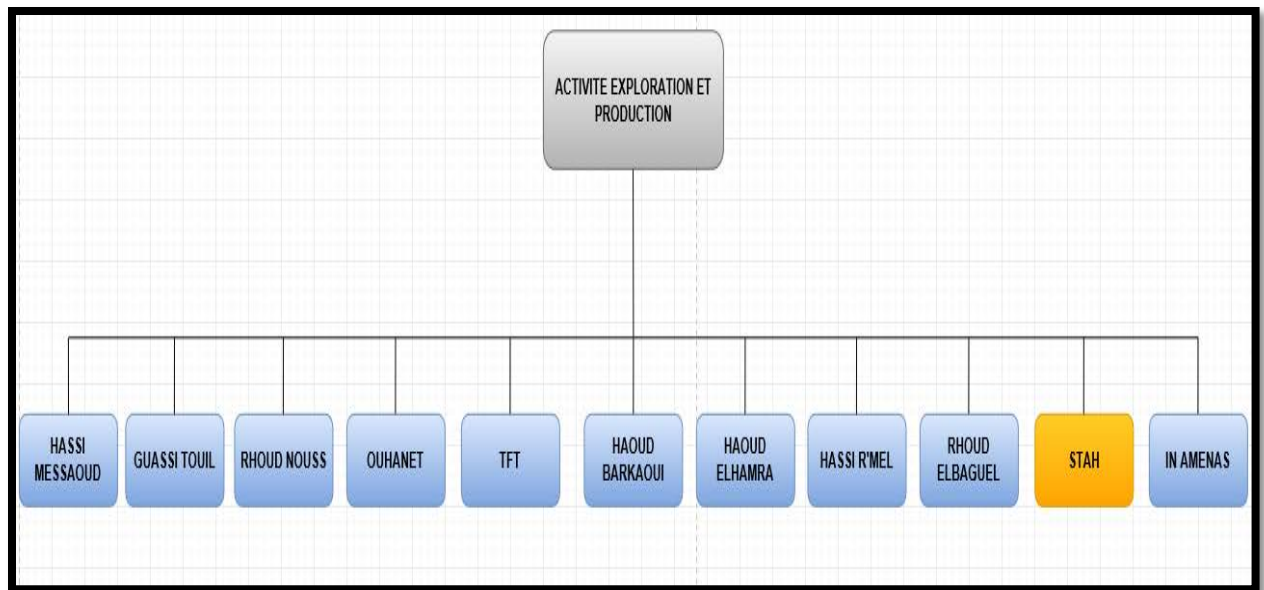 ACTIVITE EXPLORATION ET
PRODUCTION
HASSI
MESSAOUD
GUASSI TOUIL
RHOUD NOUSS
OUHANET
TFT
HAOUD
BARKAOUI
HAOUD
ELHAMRA
HASSI R'MEL
RHOUD
ELBAGUEL
STAH
IN AMENAS